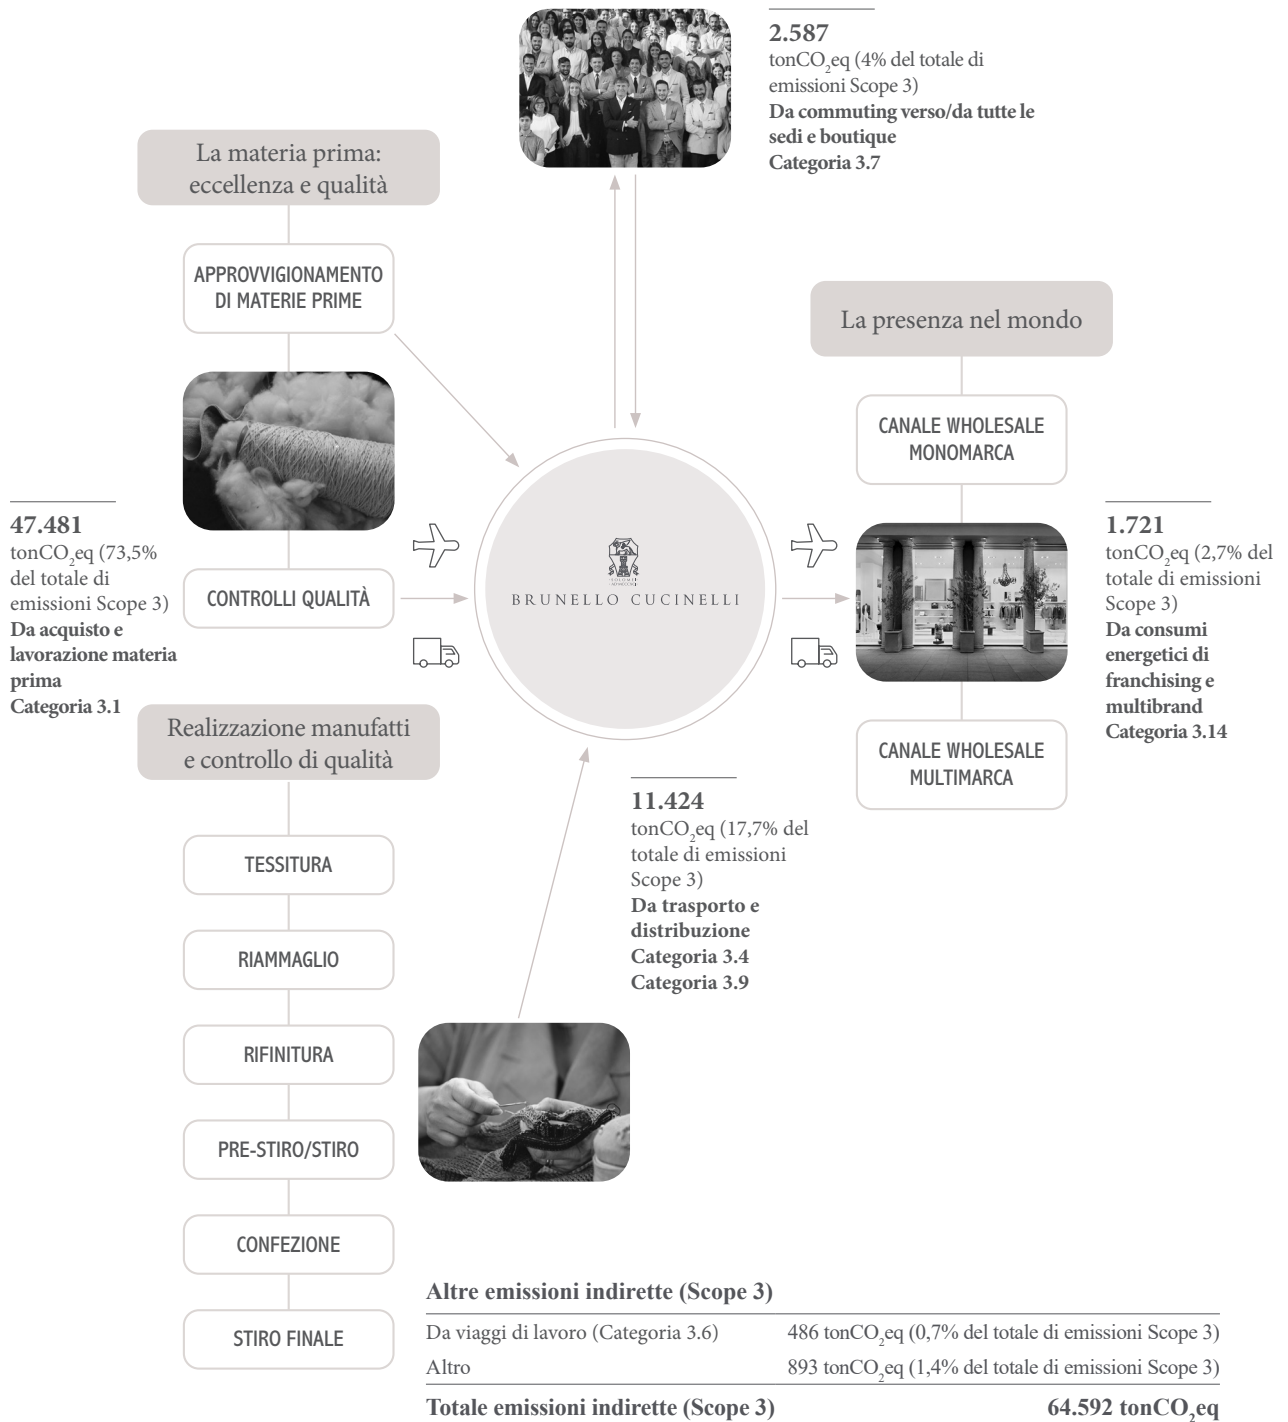 2.587
tonCO₂eq (4% del totale di
emissioni Scope 3)
Da commuting verso/da tutte le
sedi e boutique
Categoria 3.7
La materia prima:
eccellenza e qualità
APPROVVIGIONAMENTO
DI MATERIE PRIME
CONTROLLI QUALITÀ
47.481
tonCO₂eq (73,5%
del totale di
emissioni Scope 3)
Da acquisto e
lavorazione materia
prima
Categoria 3.1
BRUNELLO CUCINELLI
La presenza nel mondo
CANALE WHOLESALE
MONOMARCA
CANALE WHOLESALE
MULTIMARCA
1.721
tonCO₂eq (2,7% del
totale di emissioni
Scope 3)
Da consumi
energetici di
franchising e
multibrand
Categoria 3.14
Realizzazione manufatti
e controllo di qualità
TESSITURA
RIAMMAGLIO
RIFINITURA
PRE-STIRO/STIRO
CONFEZIONE
STIRO FINALE
11.424
tonCO₂eq (17,7% del
totale di emissioni
Scope 3)
Da trasporto e
distribuzione
Categoria 3.4
Categoria 3.9
Altre emissioni indirette (Scope 3)
Da viaggi di lavoro (Categoria 3.6) 486 tonCO₂eq (0,7% del totale di emissioni Scope 3)
Altro 893 tonCO₂eq (1,4% del totale di emissioni Scope 3)
Totale emissioni indirette (Scope 3) 64.592 tonCO₂eq